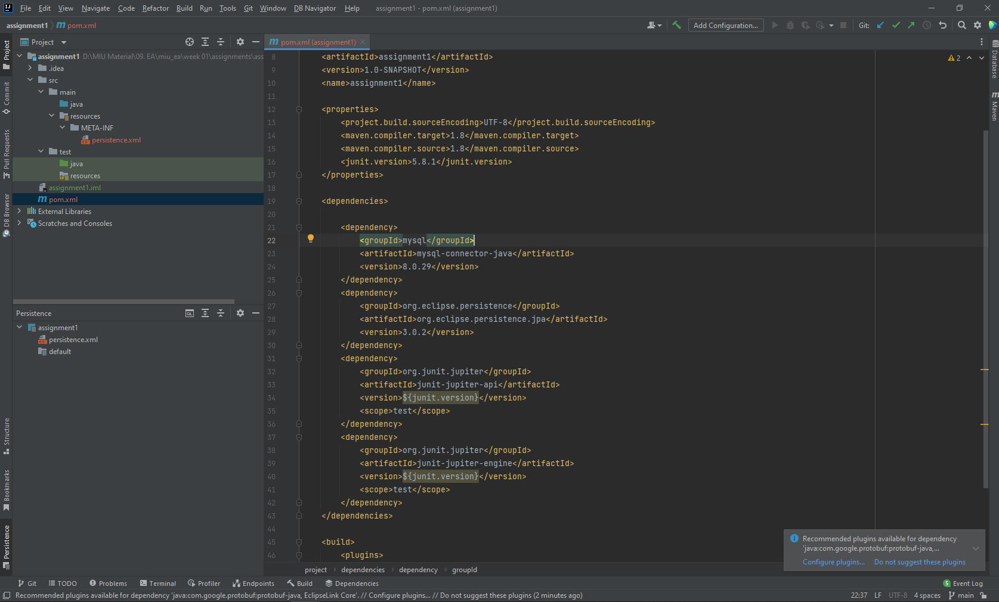 File Edit View Navigate Code Refactor Build Run Tools Git Window DB Navigator Help assignment1 - pom.xml (assignment1)
assignment1 m pom.xml
Add Configuration... Git:
Project
m pom.xml (assignment1)
assignment1 D:\MIU Material\09. EA\miu_ea\week 01\assignments\ass
.idea
src
main
java
resources
META-INF
persistence.xml
test
java
resources
assignment1.iml
m pom.xml
External Libraries
Scratches and Consoles
Persistence
assignment1
persistence.xml
default
Project
Commit
Pull Requests
DB Browser
Structure
Bookmarks
Persistence
8 <artifactId>assignment1</artifactId>
9 <version>1.0-SNAPSHOT</version>
10 <name>assignment1</name>
11
12 <properties>
13 <project.build.sourceEncoding>UTF-8</project.build.sourceEncoding>
14 <maven.compiler.target>1.8</maven.compiler.target>
15 <maven.compiler.source>1.8</maven.compiler.source>
16 <junit.version>5.8.1</junit.version>
17 </properties>
18
19 <dependencies>
20
21 <dependency>
22 <groupId>mysql</groupId>
23 <artifactId>mysql-connector-java</artifactId>
24 <version>8.0.29</version>
25 </dependency>
26 <dependency>
27 <groupId>org.eclipse.persistence</groupId>
28 <artifactId>org.eclipse.persistence.jpa</artifactId>
29 <version>3.0.2</version>
30 </dependency>
31 <dependency>
32 <groupId>org.junit.jupiter</groupId>
33 <artifactId>junit-jupiter-api</artifactId>
34 <version>${junit.version}</version>
35 <scope>test</scope>
36 </dependency>
37 <dependency>
38 <groupId>org.junit.jupiter</groupId>
39 <artifactId>junit-jupiter-engine</artifactId>
40 <version>${junit.version}</version>
41 <scope>test</scope>
42 </dependency>
43 </dependencies>
44
45 <build>
46 <plugins>
2
Database
m Maven
Recommended plugins available for dependency
'java:com.google.protobuf:protobuf-java,...
Configure plugins... Do not suggest these plugins
project dependencies dependency groupId
Git TODO Problems Terminal Profiler Endpoints Build Dependencies 5 Event Log
Recommended plugins available for dependency 'java:com.google.protobuf:protobuf-java, EclipseLink Core'. // Configure plugins... // Do not suggest these plugins (2 minutes ago) 22:37 LF UTF-8 4 spaces main